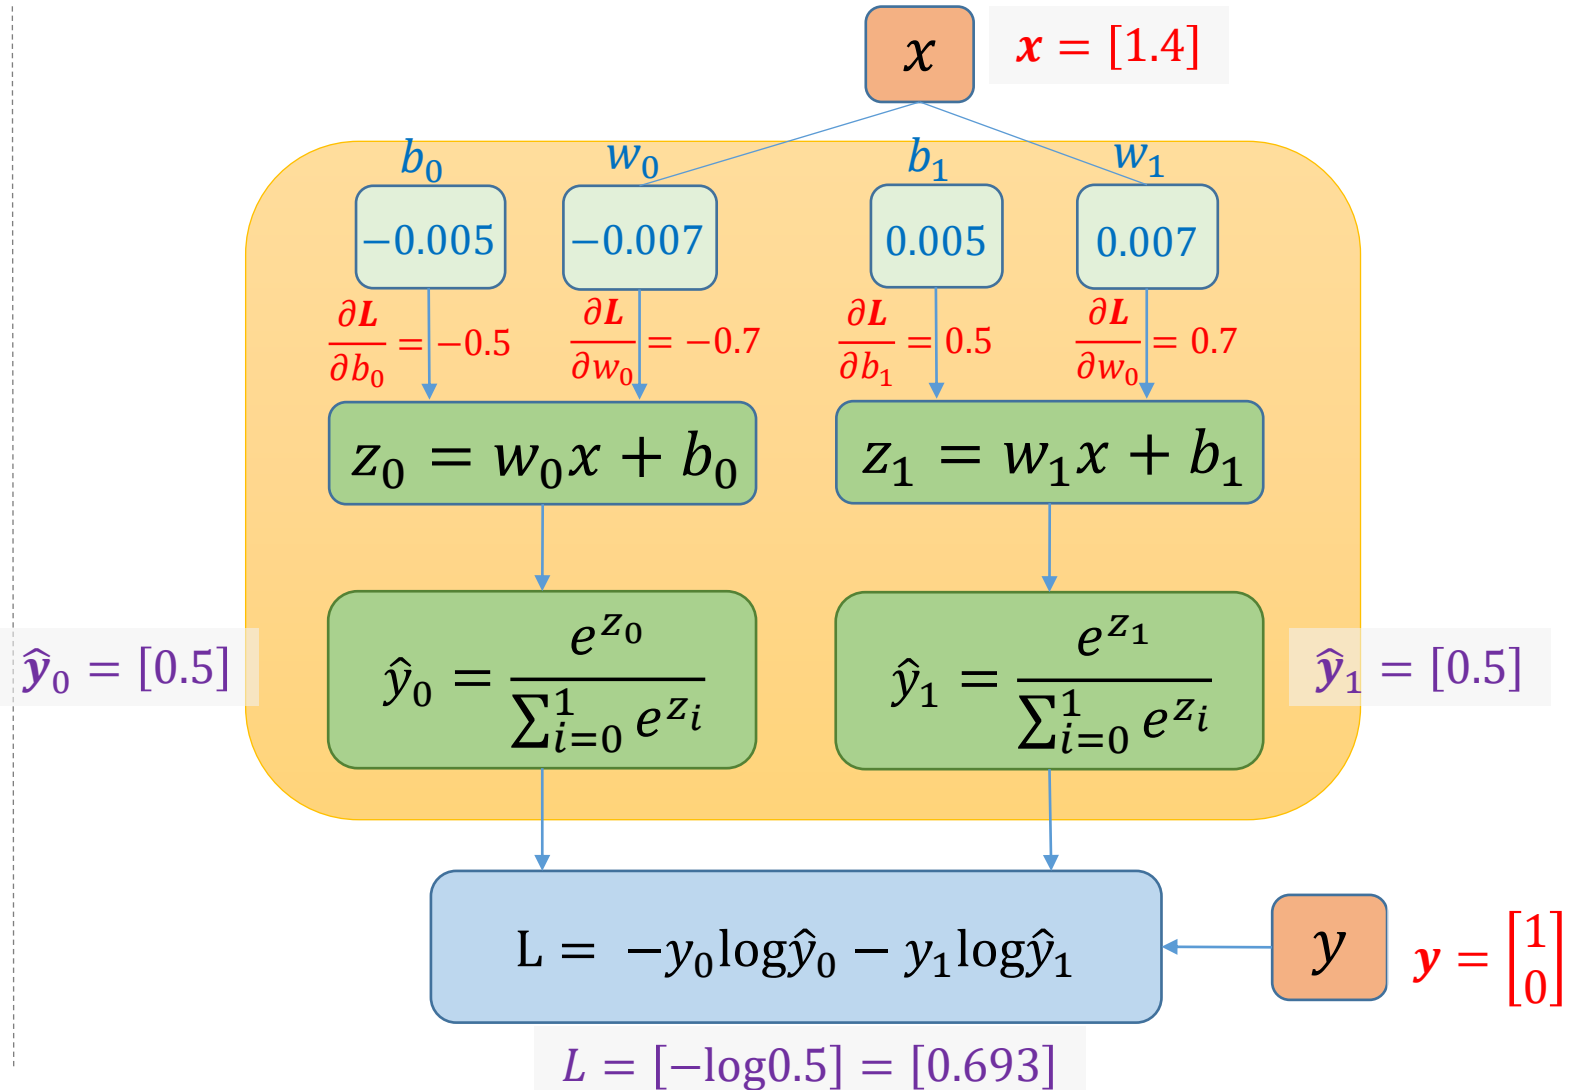 x
𝒙 = [1.4]
b₀ w₀ b₁ w₁
−0.005 −0.007 0.005 0.007
∂𝑳/∂b₀ = −0.5 ∂𝑳/∂w₀ = −0.7 ∂𝑳/∂b₁ = 0.5 ∂𝑳/∂w₀ = 0.7
z₀ = w₀x + b₀ z₁ = w₁x + b₁
ŷ₀ = [0.5] ŷ₀ = e^{z₀}/∑_{i=0}^{1} e^{z_i} ŷ₁ = e^{z₁}/∑_{i=0}^{1} e^{z_i} ŷ₁ = [0.5]
L = −y₀logŷ₀ − y₁logŷ₁
y
𝒚 = [1 0]
L = [−log0.5] = [0.693]